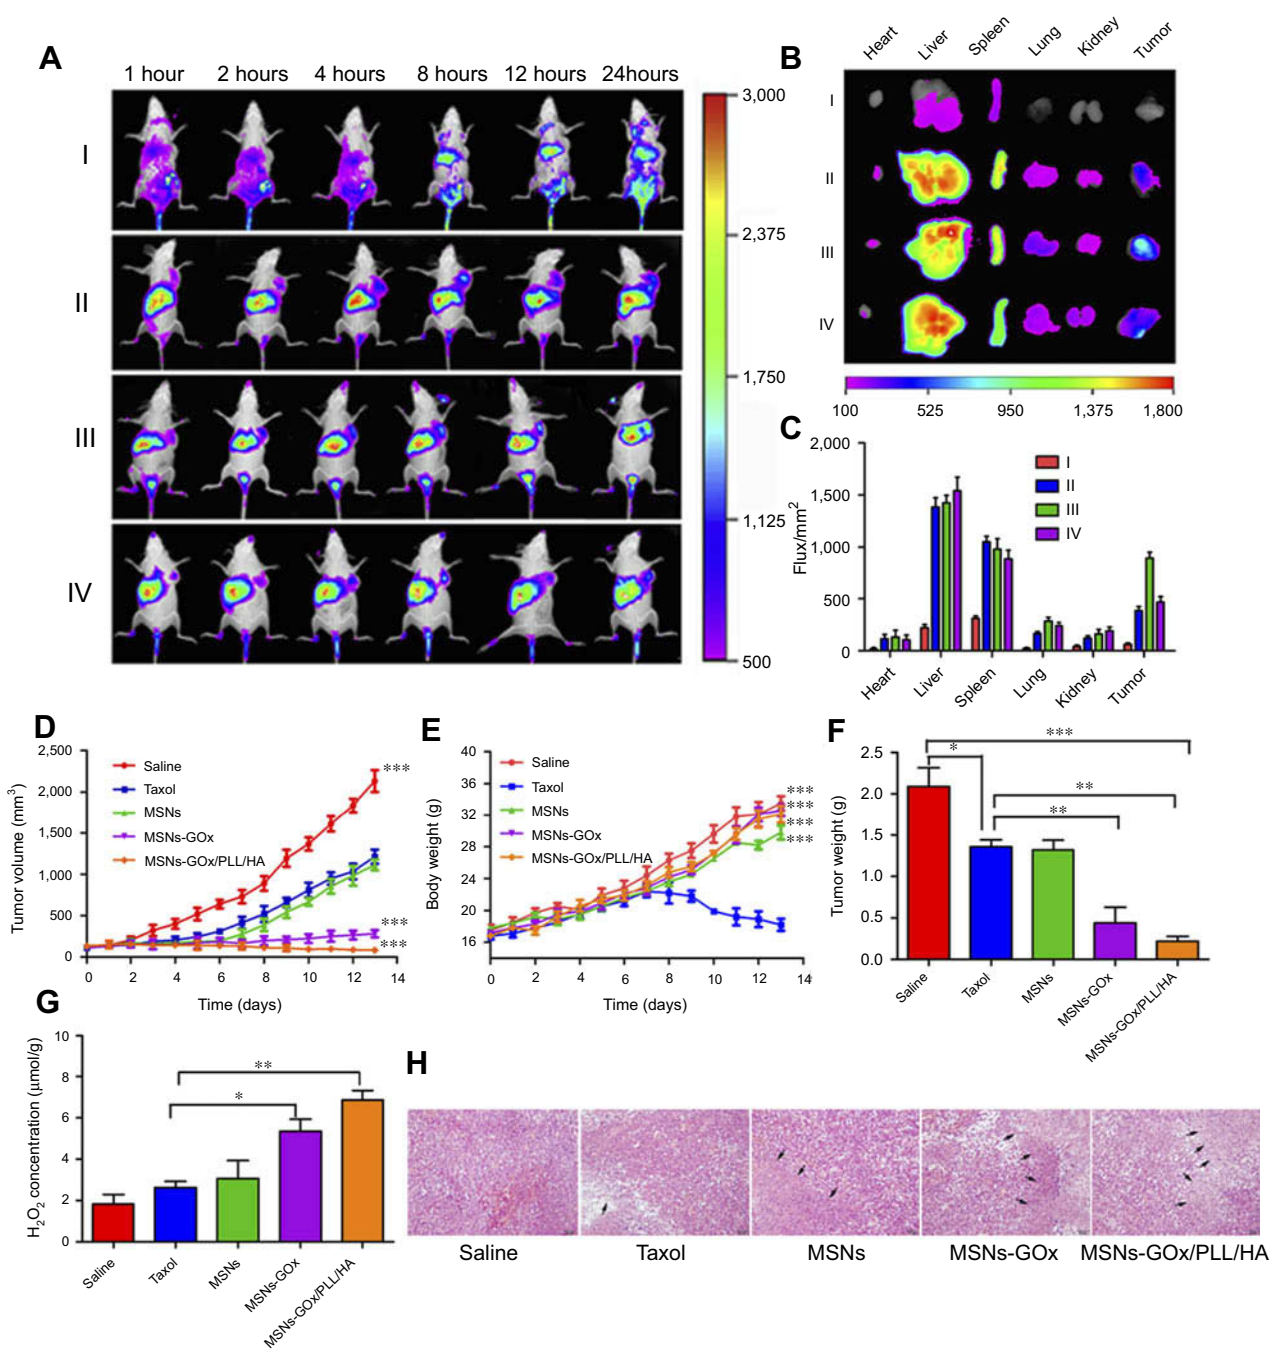 A
1 hour 2 hours 4 hours 8 hours 12 hours 24hours
I
II
III
IV
3,000
2,375
1,750
1,125
500
B
Heart Liver Spleen Lung Kidney Tumor
I
II
III
IV
100 525 950 1,375 1,800
C
Flux/mm²
2,000
1,500
1,000
500
0
I
II
III
IV
Heart Liver Spleen Lung Kidney Tumor
D
Tumor volume (mm³)
2,500
2,000
1,500
1,000
500
0
Saline
Taxol
MSNs
MSNs-GOx
MSNs-GOx/PLL/HA
***
***
***
0 2 4 6 8 10 12 14
Time (days)
E
Body weight (g)
40
36
32
28
24
20
16
Saline
Taxol
MSNs
MSNs-GOx
MSNs-GOx/PLL/HA
***
***
***
***
0 2 4 6 8 10 12 14
Time (days)
F
Tumor weight (g)
2.5
2.0
1.5
1.0
0.5
0.0
***
*
**
**
Saline Taxol MSNs MSNs-GOx MSNs-GOx/PLL/HA
G
H₂O₂ concentration (μmol/g)
10
8
6
4
2
0
**
*
Saline Taxol MSNs MSNs-GOx MSNs-GOx/PLL/HA
H
Saline Taxol MSNs MSNs-GOx MSNs-GOx/PLL/HA